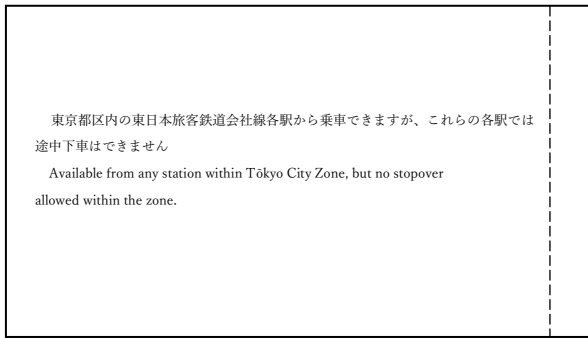 東京都区内の東日本旅客鉄道会社線各駅から乗車できますが、これらの各駅では
途中下車はできません
Available from any station within Tōkyo City Zone, but no stopover
allowed within the zone.